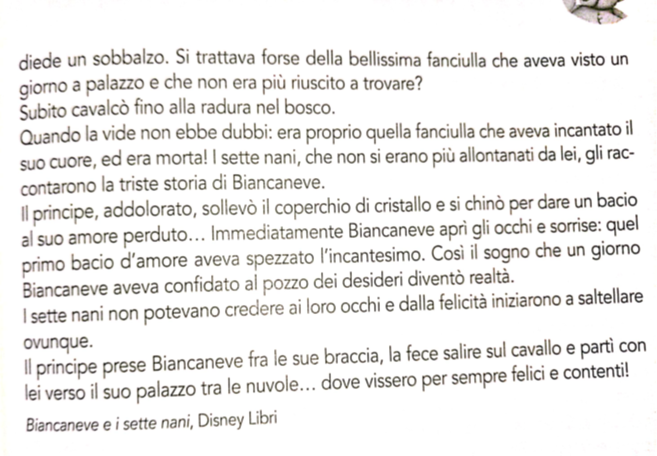 diede un sobbalzo. Si trattava forse della bellissima fanciulla che aveva visto un
giorno a palazzo e che non era più riuscito a trovare?
Subito cavalcò fino alla radura nel bosco.
Quando la vide non ebbe dubbi: era proprio quella fanciulla che aveva incantato il
suo cuore, ed era morta! I sette nani, che non si erano più allontanati da lei, gli rac-
contarono la triste storia di Biancaneve.
Il principe, addolorato, sollevò il coperchio di cristallo e si chinò per dare un bacio
al suo amore perduto... Immediatamente Biancaneve aprì gli occhi e sorrise: quel
primo bacio d'amore aveva spezzato l'incantesimo. Così il sogno che un giorno
Biancaneve aveva confidato al pozzo dei desideri diventò realtà.
I sette nani non potevano credere ai loro occhi e dalla felicità iniziarono a saltellare
ovunque.
Il principe prese Biancaneve fra le sue braccia, la fece salire sul cavallo e partì con
lei verso il suo palazzo tra le nuvole... dove vissero per sempre felici e contenti!
Biancaneve e i sette nani, Disney Libri